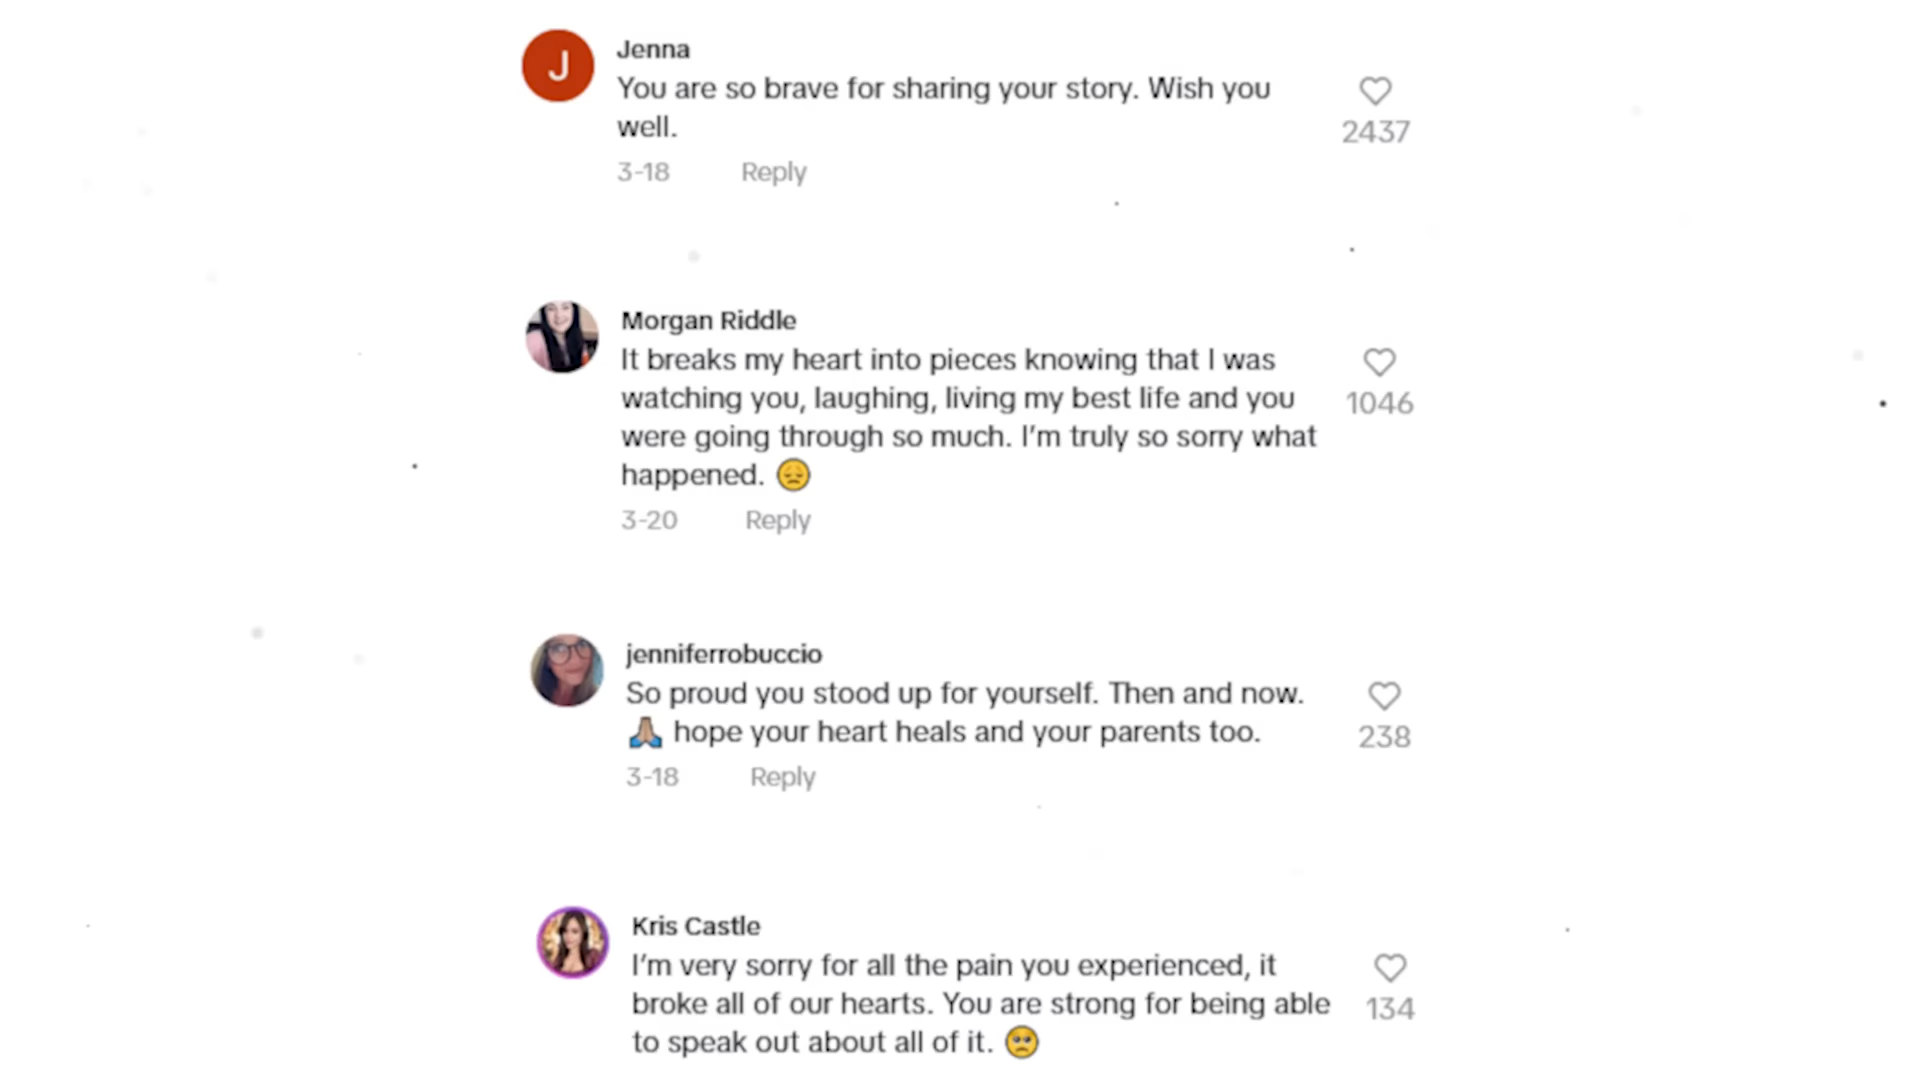 J
Jenna
You are so brave for sharing your story. Wish you
well.
2437
3-18 Reply
Morgan Riddle
It breaks my heart into pieces knowing that I was
watching you, laughing, living my best life and you
were going through so much. I'm truly so sorry what
happened. 😔
1046
3-20 Reply
jenniferrobuccio
So proud you stood up for yourself. Then and now.
🙏🏽 hope your heart heals and your parents too.
238
3-18 Reply
Kris Castle
I'm very sorry for all the pain you experienced, it
broke all of our hearts. You are strong for being able
to speak out about all of it. 🥺
134